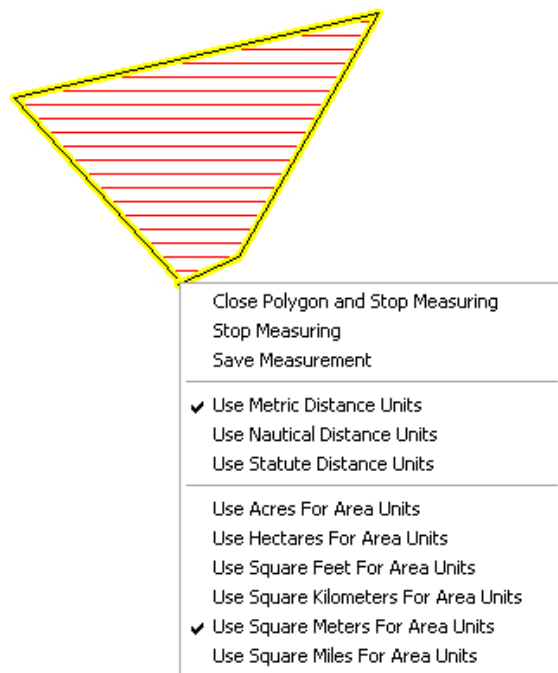 Close Polygon and Stop Measuring
Stop Measuring
Save Measurement
Use Metric Distance Units
Use Nautical Distance Units
Use Statute Distance Units
Use Acres For Area Units
Use Hectares For Area Units
Use Square Feet For Area Units
Use Square Kilometers For Area Units
Use Square Meters For Area Units
Use Square Miles For Area Units